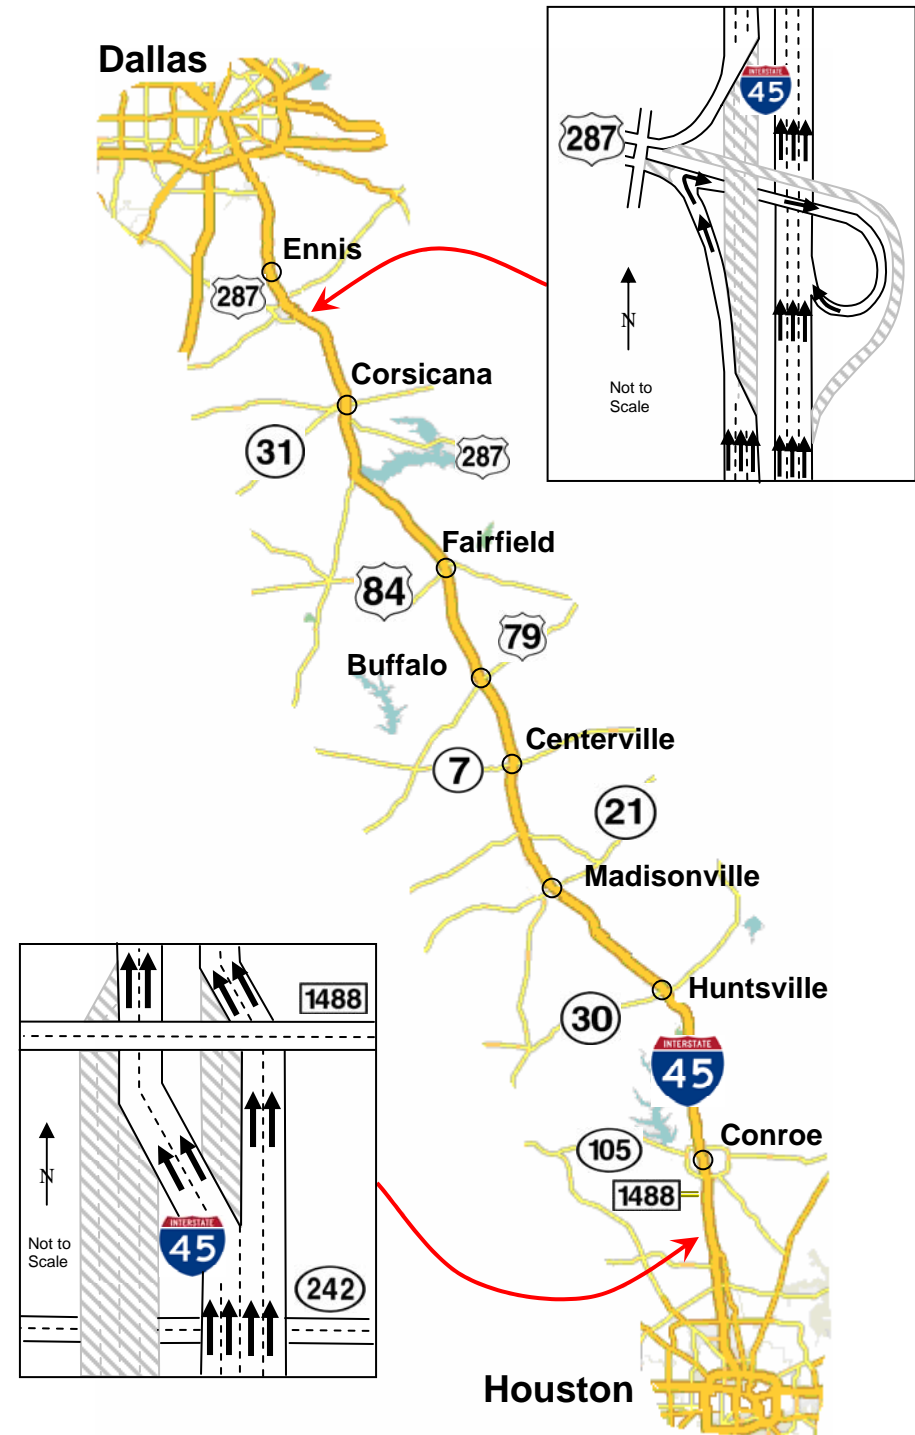 Dallas
INTERSTATE
45
287
N
Not to
Scale
Ennis
287
Corsicana
31
287
Fairfield
84
79
Buffalo
Centerville
7
21
Madisonville
Huntsville
30
INTERSTATE
45
Conroe
105
1488
Houston
1488
N
Not to
Scale
INTERSTATE
45
242